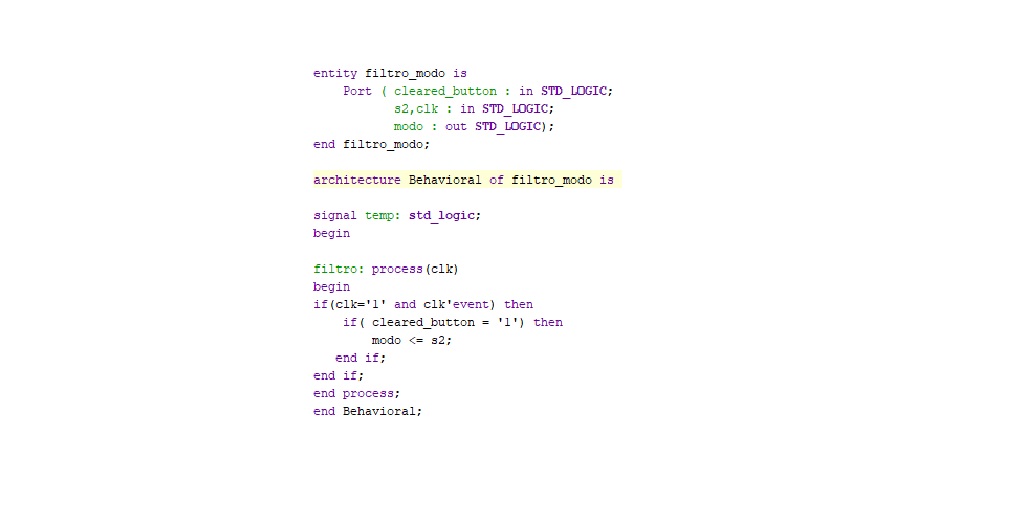 entity filtro_modo is
Port ( cleared_button : in STD_LOGIC;
s2,clk : in STD_LOGIC;
modo : out STD_LOGIC);
end filtro_modo;
architecture Behavioral of filtro_modo is
signal temp: std_logic;
begin
filtro: process(clk)
begin
if(clk='1' and clk'event) then
if( cleared_button = '1') then
modo <= s2;
end if;
end if;
end process;
end Behavioral;